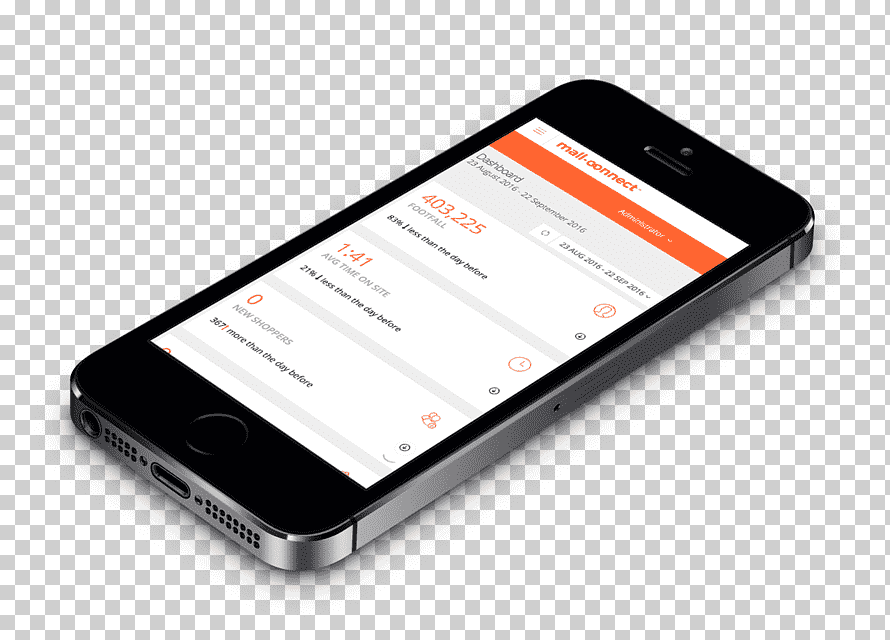 mall-connect
Administrator
Dashboard
23 August 2016 - 22 September 2016
23 AUG 2016 - 22 SEP 2016
403,225
FOOTFALL
83% less than the day before
1:41
AVG TIME ON SITE
21% less than the day before
0
NEW SHOPPERS
367 more than the day before